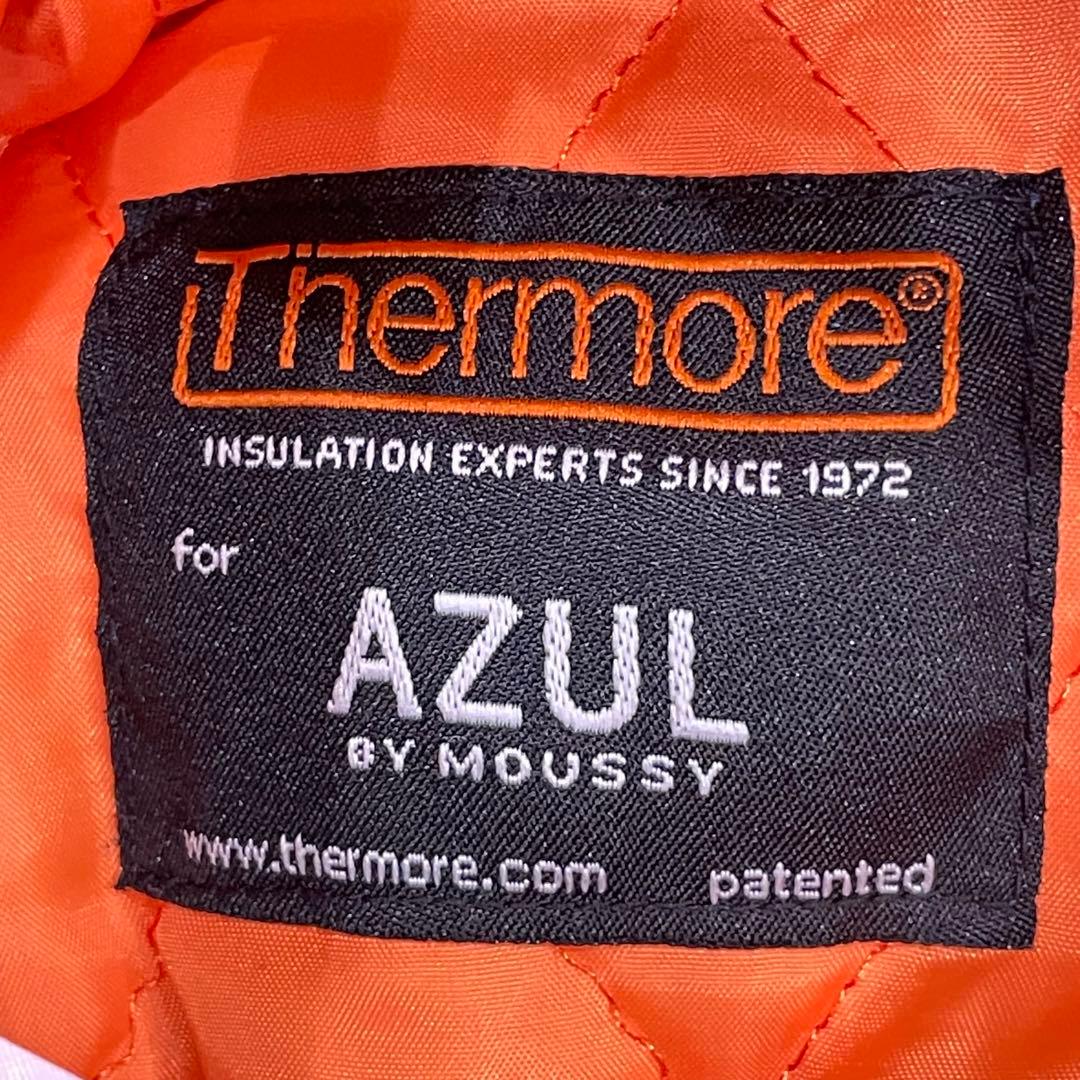 Thermore®
INSULATION EXPERTS SINCE 1972
for
AZUL
BY MOUSSY
www.thermore.com patented